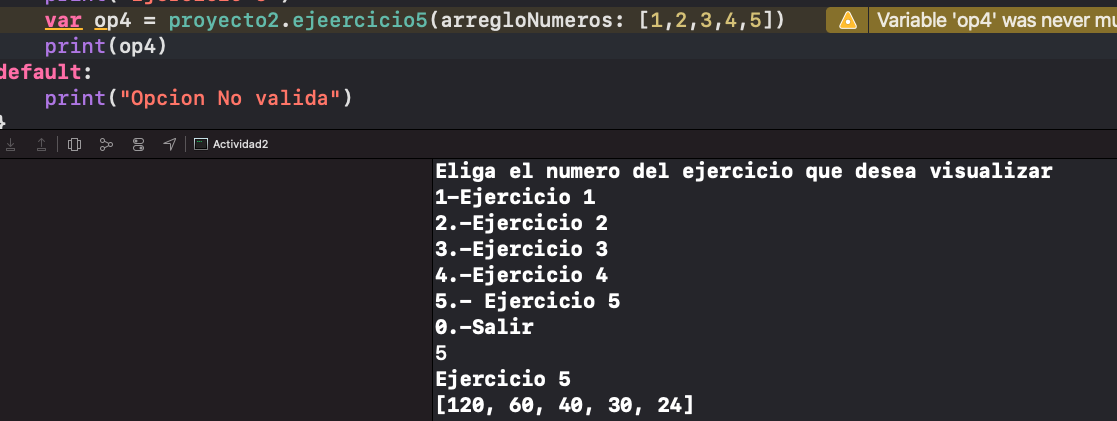 var op4 = proyecto2.ejeercicio5(arregloNumeros: [1,2,3,4,5])
Variable 'op4' was never mu
print(op4)
default:
print("Opcion No valida")
}
Actividad2
Eliga el numero del ejercicio que desea visualizar
1-Ejercicio 1
2.-Ejercicio 2
3.-Ejercicio 3
4.-Ejercicio 4
5.- Ejercicio 5
0.-Salir
5
Ejercicio 5
[120, 60, 40, 30, 24]